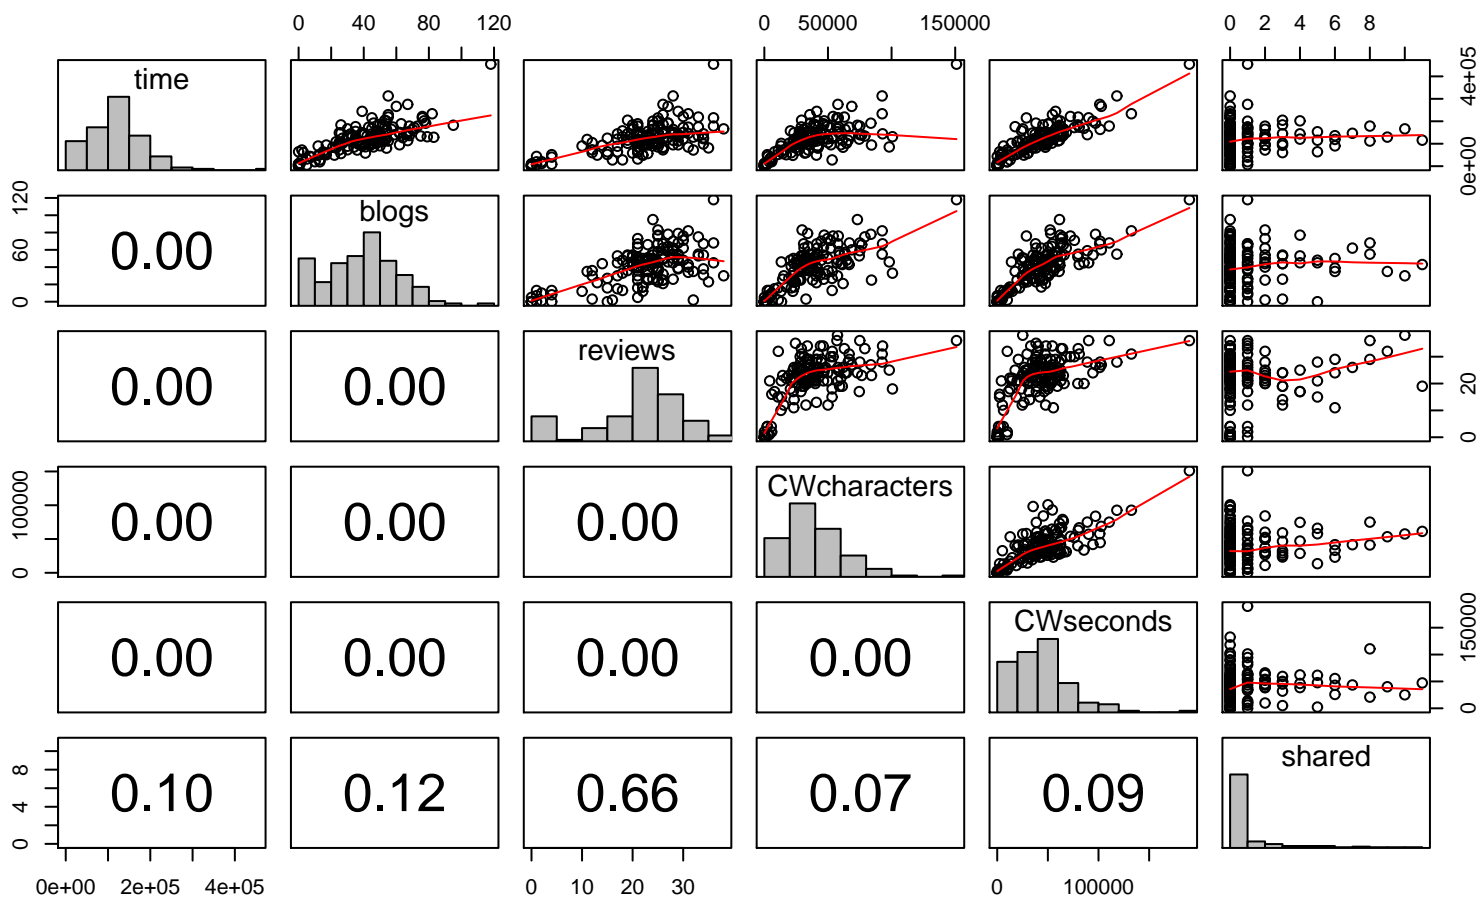 0 40 80 120 0 50000 150000 0 2 4 6 8
time 0e+00 4e+05
0 60 120 0.00 blogs
0.00 0.00 reviews 0 20
0 100000 0.00 0.00 0.00 CWcharacters
0.00 0.00 0.00 0.00 CWseconds 0 150000
0 4 8 0.10 0.12 0.66 0.07 0.09 shared
0e+00 2e+05 4e+05 0 10 20 30 0 100000